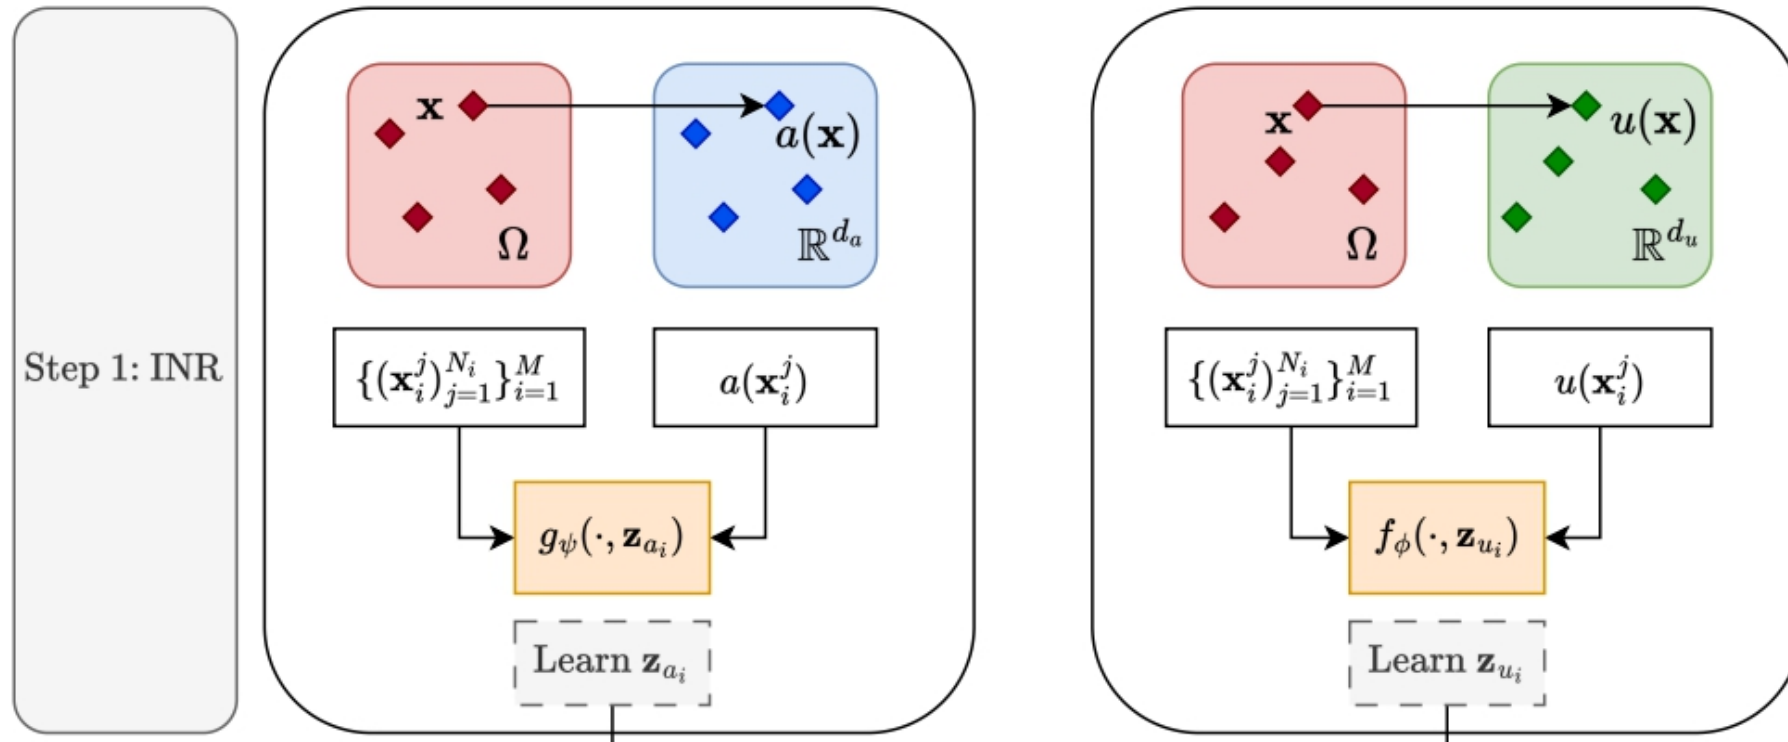 Step 1: INR
x
a(x)
Ω
ℝ^{d_a}
{(x_i^j)_{j=1}^{N_i}}_{i=1}^M
a(x_i^j)
g_ψ(·, z_{a_i})
Learn z_{a_i}
x
u(x)
Ω
ℝ^{d_u}
{(x_i^j)_{j=1}^{N_i}}_{i=1}^M
u(x_i^j)
f_ϕ(·, z_{u_i})
Learn z_{u_i}